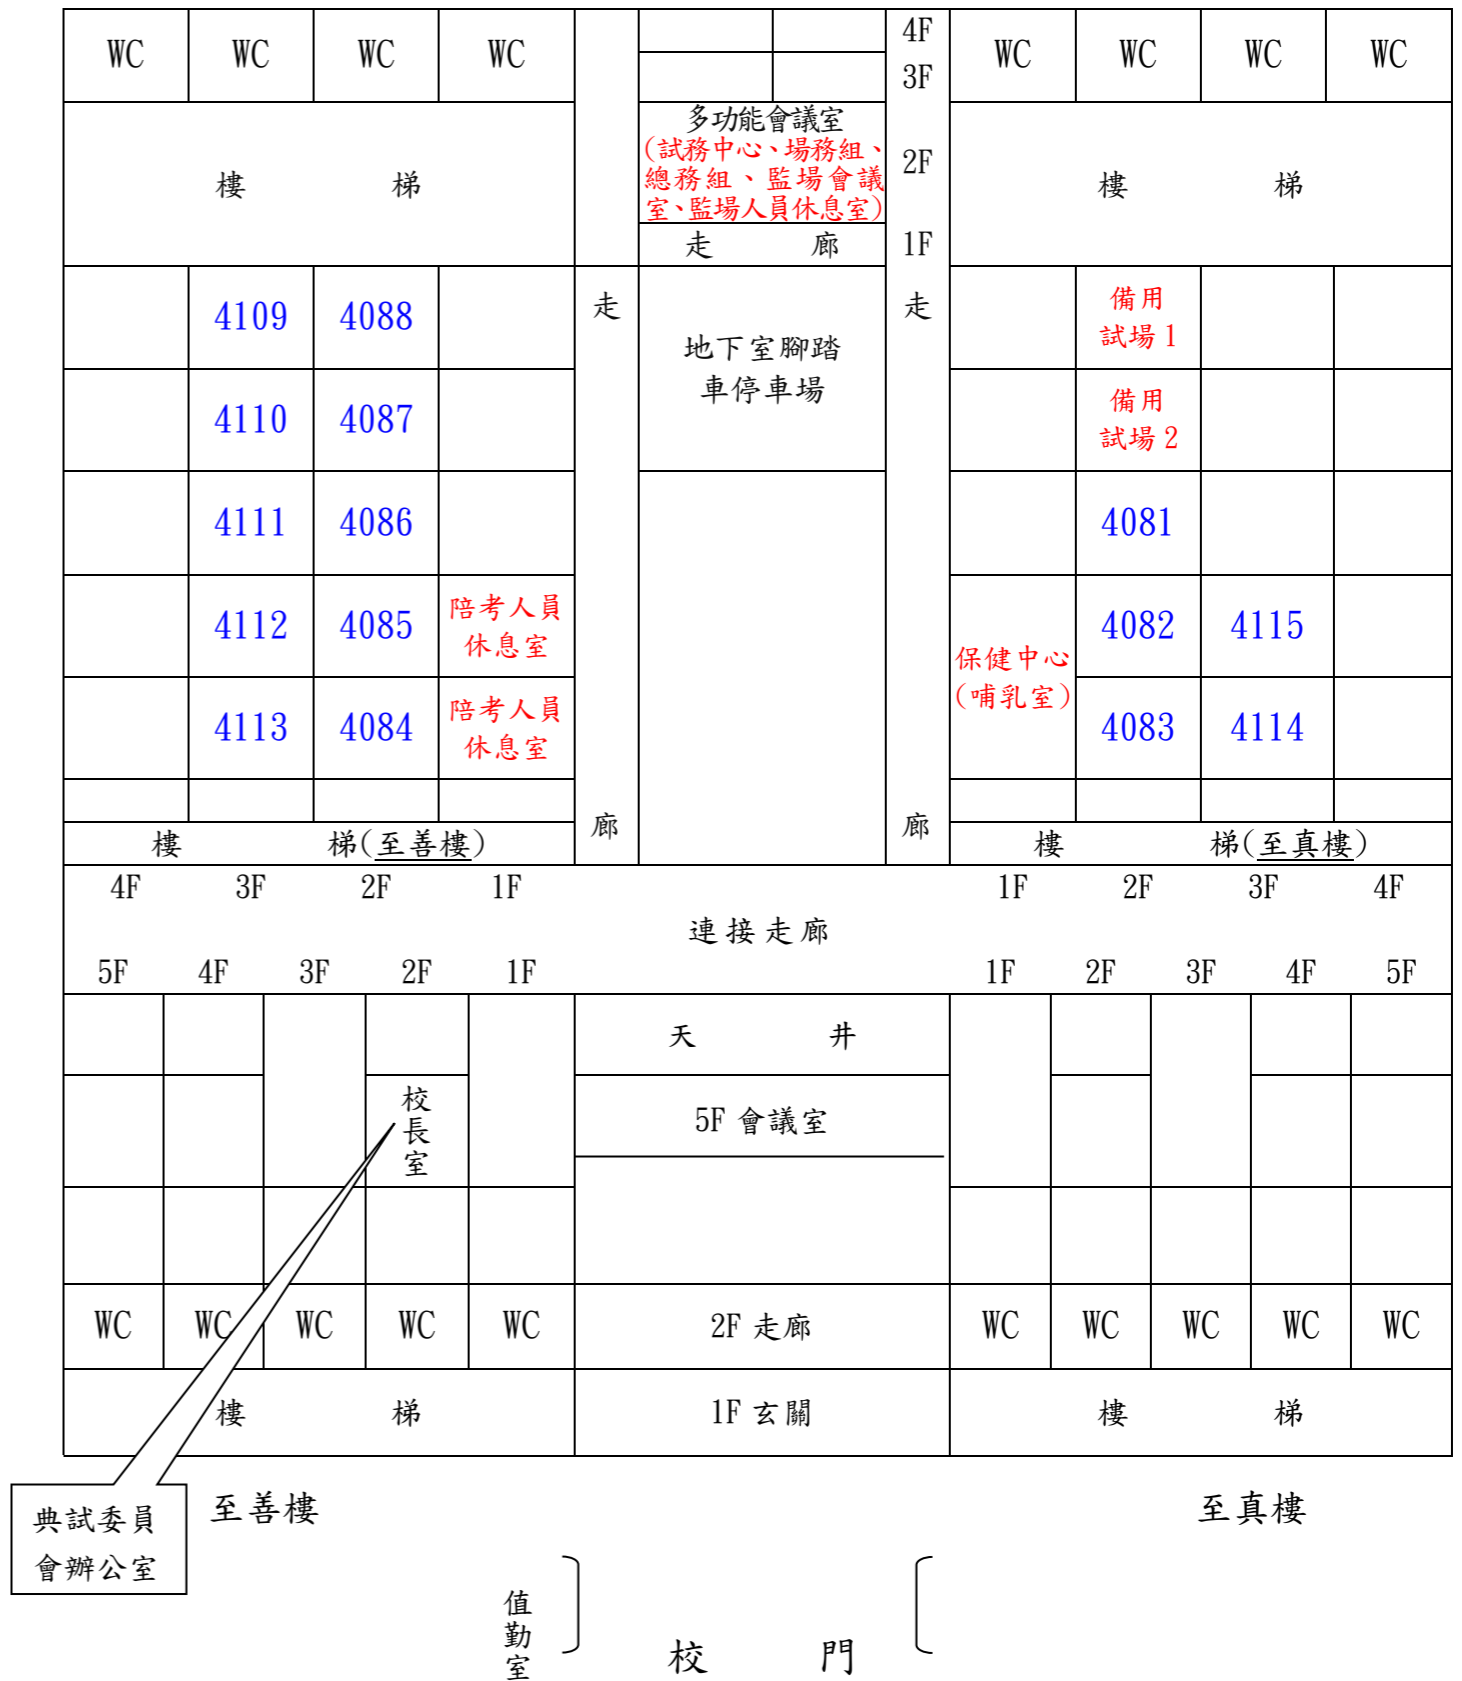 WC WC WC WC 4F WC WC WC WC
3F
多功能會議室
(試務中心、場務組、
總務組、監場會議
室、監場人員休息室)
2F
樓 梯 樓 梯
走 廊 1F
4109 4088 走 走 備用
試場1
地下室腳踏
車停車場
4110 4087 備用
試場2
4111 4086 4081
4112 4085 陪考人員
休息室
4082 4115
保健中心
(哺乳室)
4113 4084 陪考人員
休息室
4083 4114
廊 廊
樓 梯(至善樓) 樓 梯(至真樓)
4F 3F 2F 1F 1F 2F 3F 4F
連接走廊
5F 4F 3F 2F 1F 1F 2F 3F 4F 5F
天 井
校長室
5F 會議室
WC WC WC WC WC 2F 走廊 WC WC WC WC WC
樓 梯 1F 玄關 樓 梯
典試委員
會辦公室
至善樓 至真樓
值勤室
校 門